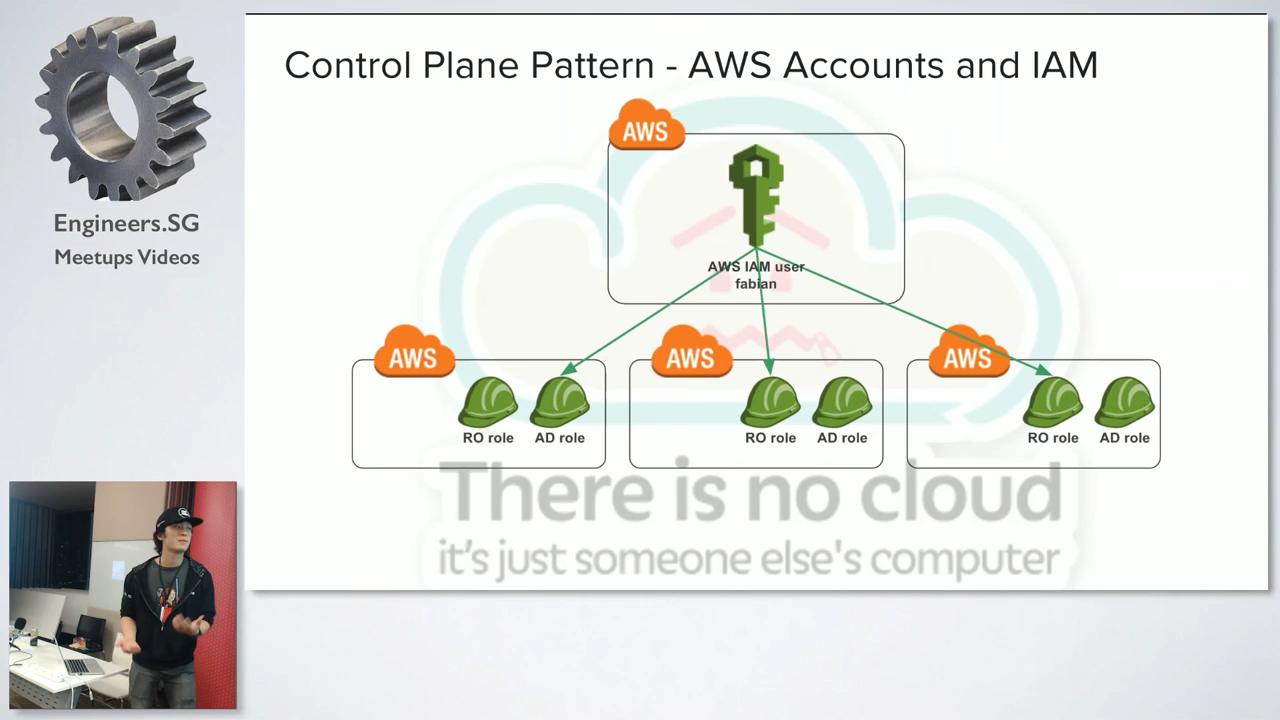 Engineers.SG
Meetups Videos
Control Plane Pattern - AWS Accounts and IAM
AWS
AWS IAM user
fabian
AWS
AWS
AWS
RO role
AD role
RO role
AD role
RO role
AD role
There is no cloud
it's just someone else's computer